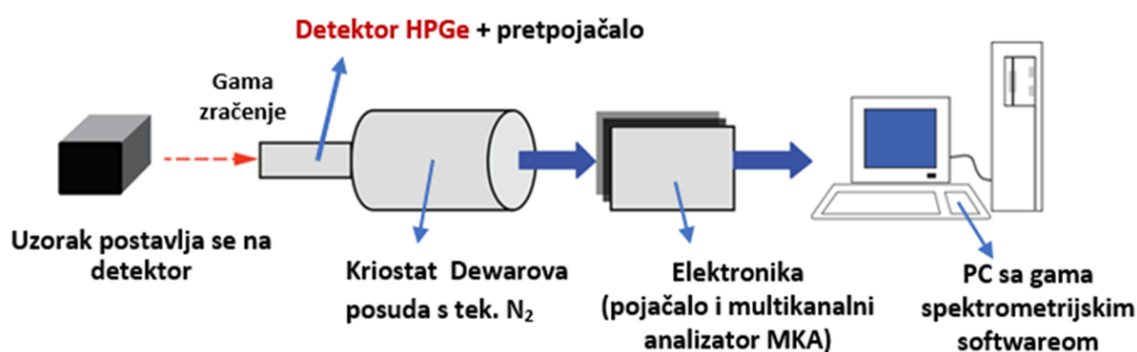 Detektor HPGe + pretpojačalo
Gama
zračenje
Uzorak postavlja se na
detektor
Kriostat Dewarova
posuda s tek. N₂
Elektronika
(pojačalo i multikanalni
analizator MKA)
PC sa gama
spektrometrijskim
softwareom